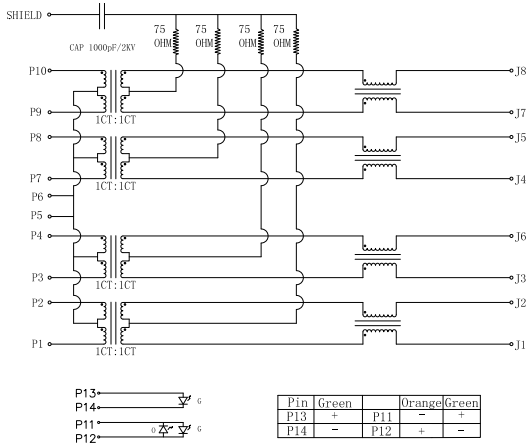 SHIELD
CAP 1000pF/2KV
75 OHM
75 OHM
75 OHM
75 OHM
P10
J8
P9
J7
1CT:1CT
P8
J5
P7
J4
1CT:1CT
P6
P5
P4
J6
P3
J3
1CT:1CT
P2
J2
P1
J1
1CT:1CT
P13
P14
G
P11
P12
O
G
Pin Green Orange Green
P13 + P11 − +
P14 − P12 + −